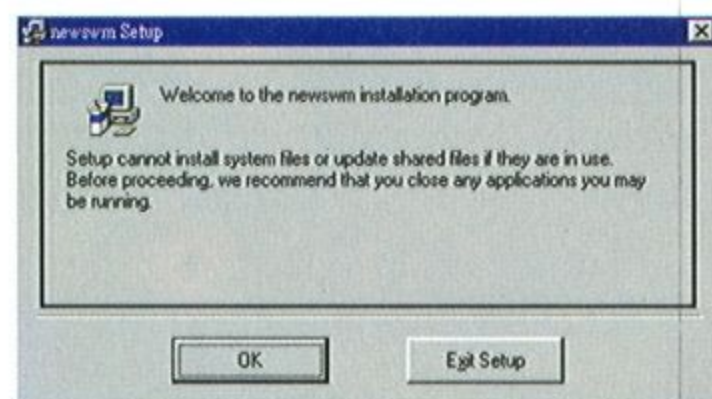 newswm Setup
Welcome to the newswm installation program.
Setup cannot install system files or update shared files if they are in use.
Before proceeding, we recommend that you close any applications you may
be running.
OK
Exit Setup